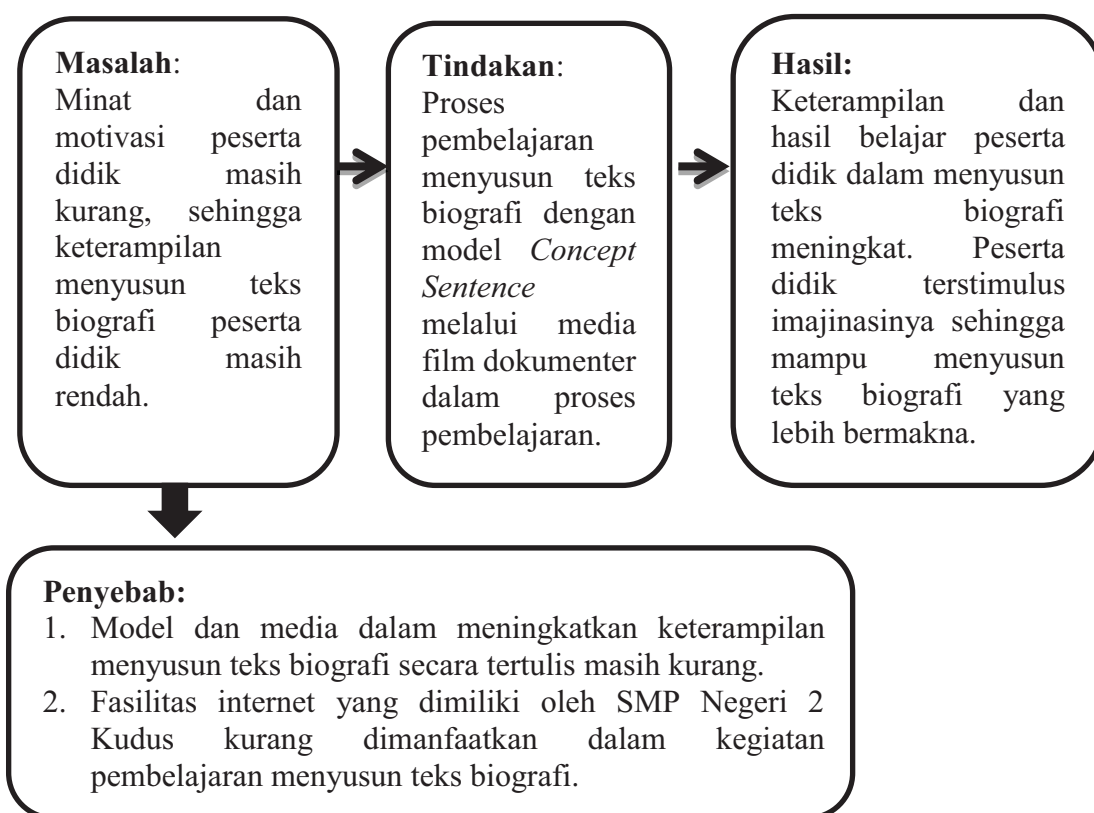 Masalah:
Minat dan
motivasi peserta
didik masih
kurang, sehingga
keterampilan
menyusun teks
biografi peserta
didik masih
rendah.
Tindakan:
Proses
pembelajaran
menyusun teks
biografi dengan
model Concept
Sentence
melalui media
film dokumenter
dalam proses
pembelajaran.
Hasil:
Keterampilan dan
hasil belajar peserta
didik dalam menyusun
teks biografi
meningkat. Peserta
didik terstimulus
imajinasinya sehingga
mampu menyusun
teks biografi yang
lebih bermakna.
Penyebab:
1. Model dan media dalam meningkatkan keterampilan
menyusun teks biografi secara tertulis masih kurang.
2. Fasilitas internet yang dimiliki oleh SMP Negeri 2
Kudus kurang dimanfaatkan dalam kegiatan
pembelajaran menyusun teks biografi.